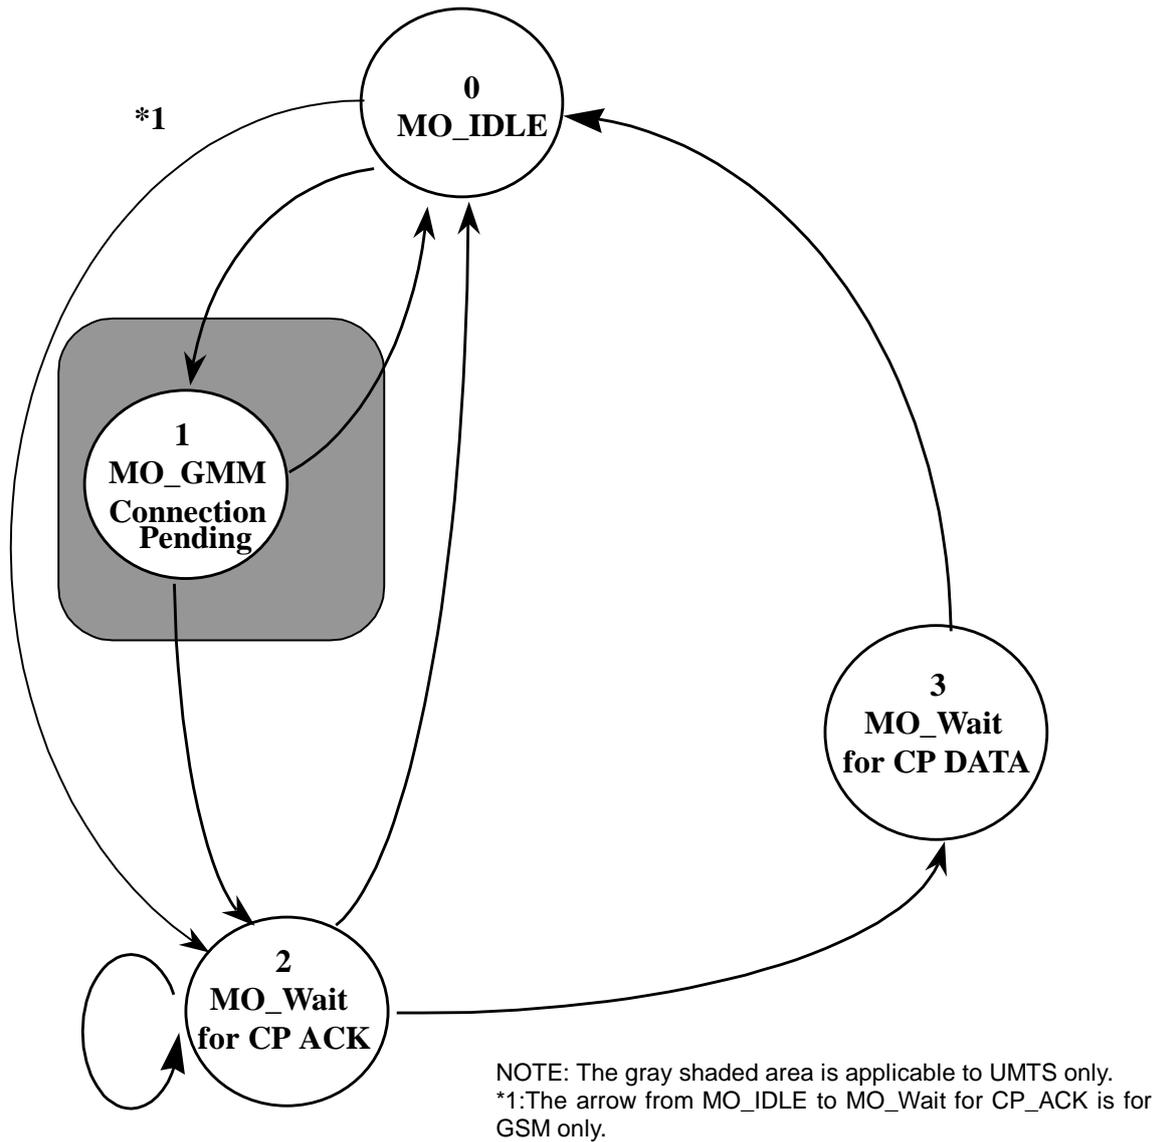 0
MO_IDLE
*1
1
MO_GMM
Connection
Pending
3
MO_Wait
for CP DATA
2
MO_Wait
for CP ACK
NOTE: The gray shaded area is applicable to UMTS only.
*1:The arrow from MO_IDLE to MO_Wait for CP_ACK is for
GSM only.